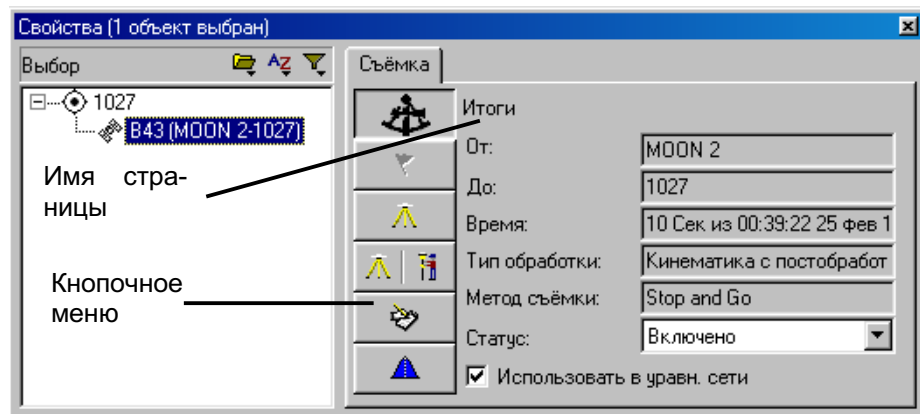 Свойства (1 объект выбран)
Выбор
Съёмка
1027
B43 (MOON 2-1027)
Имя стра-
ницы
Кнопочное
меню
Итоги
От:
MOON 2
До:
1027
Время:
10 Сек из 00:39:22 25 фев 1
Тип обработки:
Кинематика с постобработ
Метод съёмки:
Stop and Go
Статус:
Включено
Использовать в уравн. сети